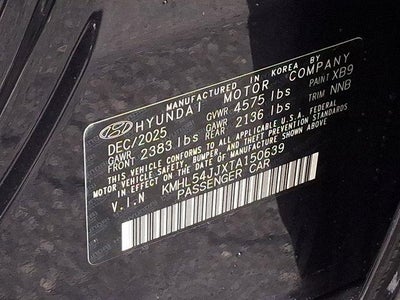 MANUFACTURED IN KOREA BY
HYUNDAI MOTOR COMPANY
DEC/2025 GVWR 4575 lbs PAINT XB9
GAWR FRONT 2383 lbs GAWR REAR 2136 lbs TRIM NNB
THIS VEHICLE CONFORMS TO ALL APPLICABLE U.S.A. FEDERAL
MOTOR VEHICLE SAFETY, BUMPER, AND THEFT PREVENTION STANDARDS
IN EFFECT ON THE DATE OF MANUFACTURE SHOWN ABOVE.
V.I.N KMHL54JJXTA150639
PASSENGER CAR